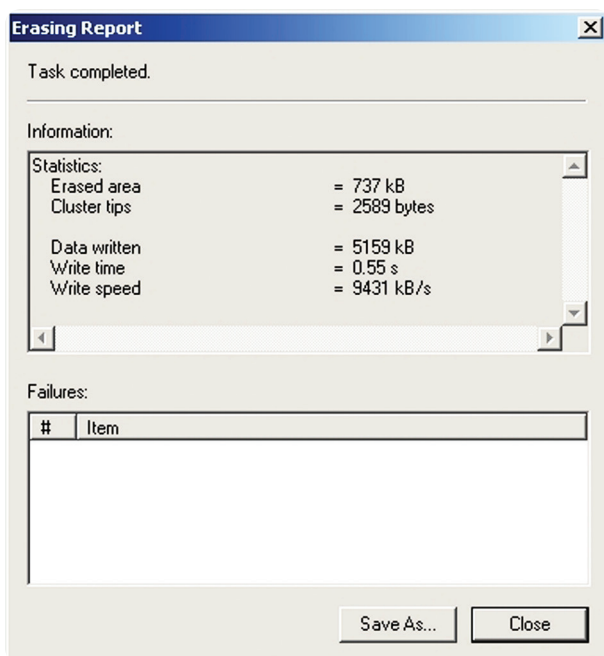 Erasing Report
Task completed.
Information:
Statistics:
Erased area = 737 kB
Cluster tips = 2589 bytes
Data written = 5159 kB
Write time = 0.55 s
Write speed = 9431 kB/s
Failures:
# Item
Save As... Close